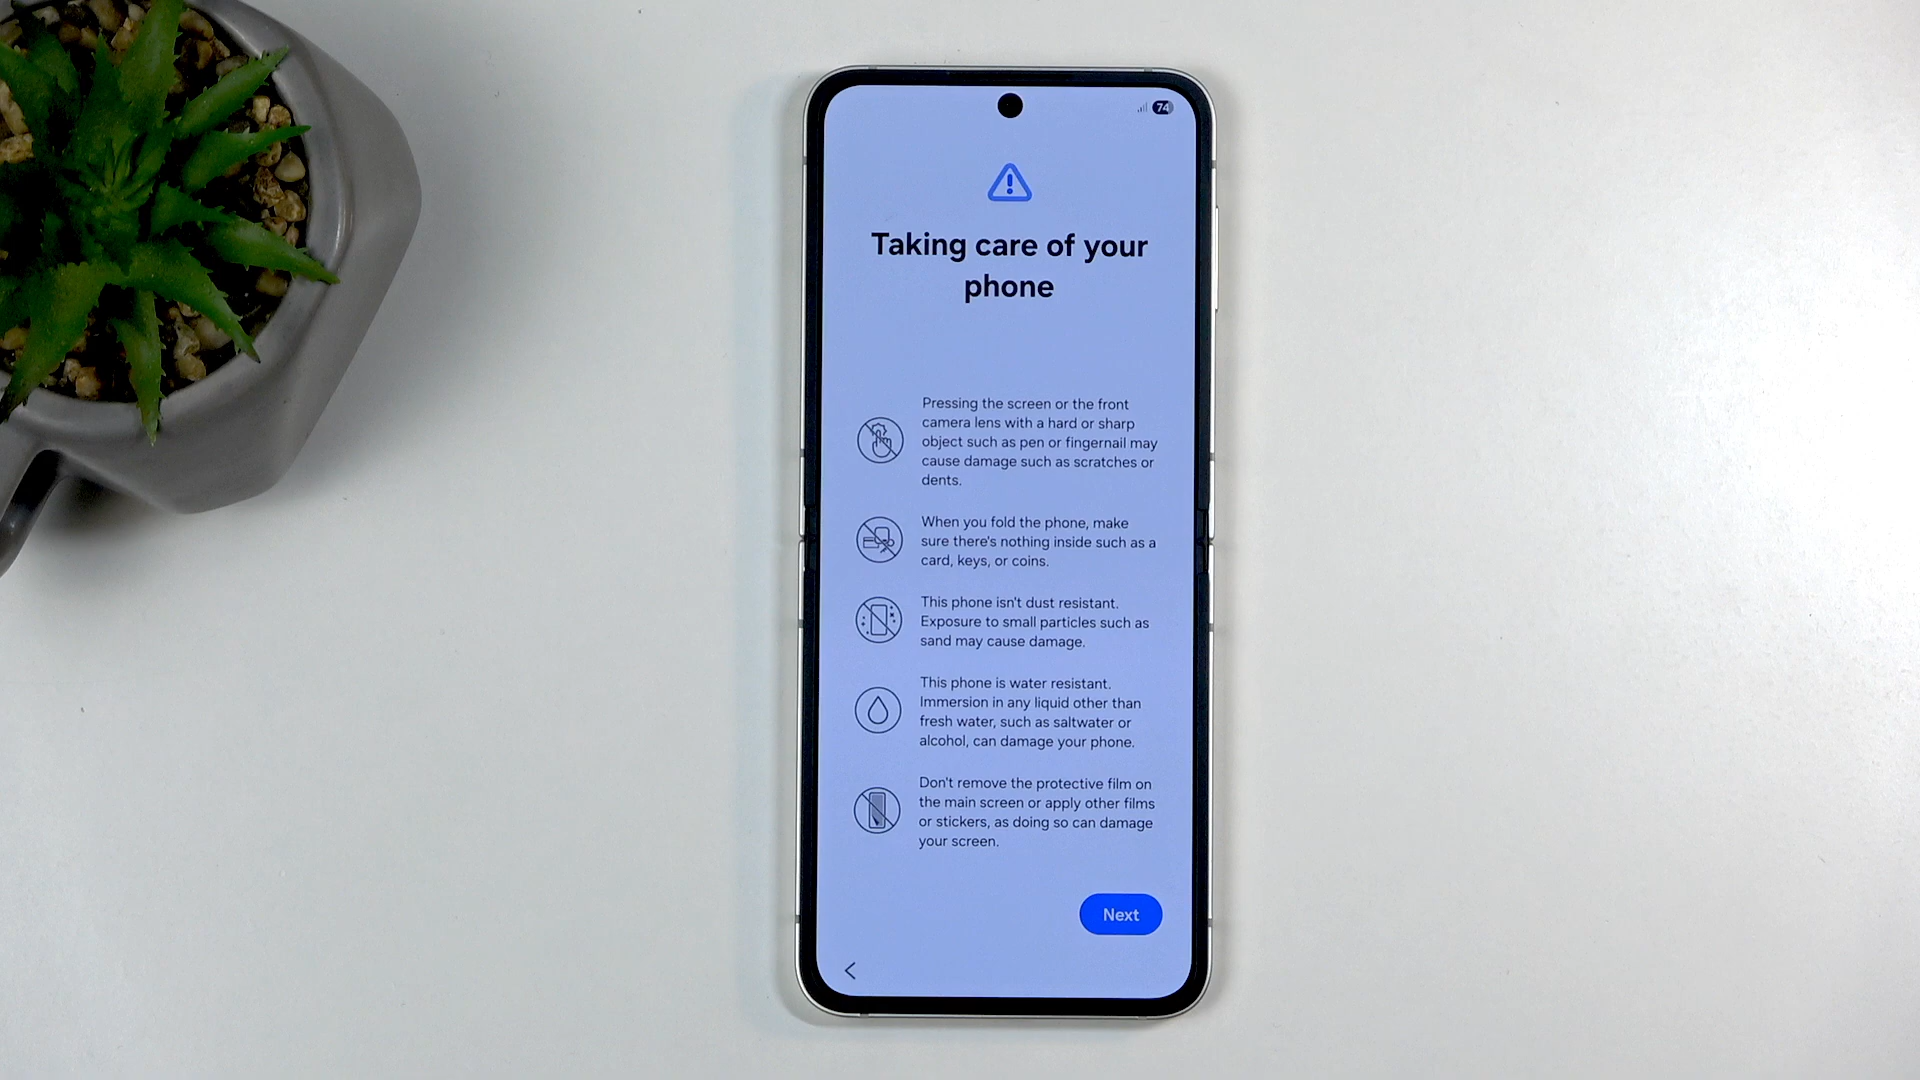 74
Taking care of your
phone
Pressing the screen or the front
camera lens with a hard or sharp
object such as pen or fingernail may
cause damage such as scratches or
dents.
When you fold the phone, make
sure there's nothing inside such as a
card, keys, or coins.
This phone isn't dust resistant.
Exposure to small particles such as
sand may cause damage.
This phone is water resistant.
Immersion in any liquid other than
fresh water, such as saltwater or
alcohol, can damage your phone.
Don't remove the protective film on
the main screen or apply other films
or stickers, as doing so can damage
your screen.
Next